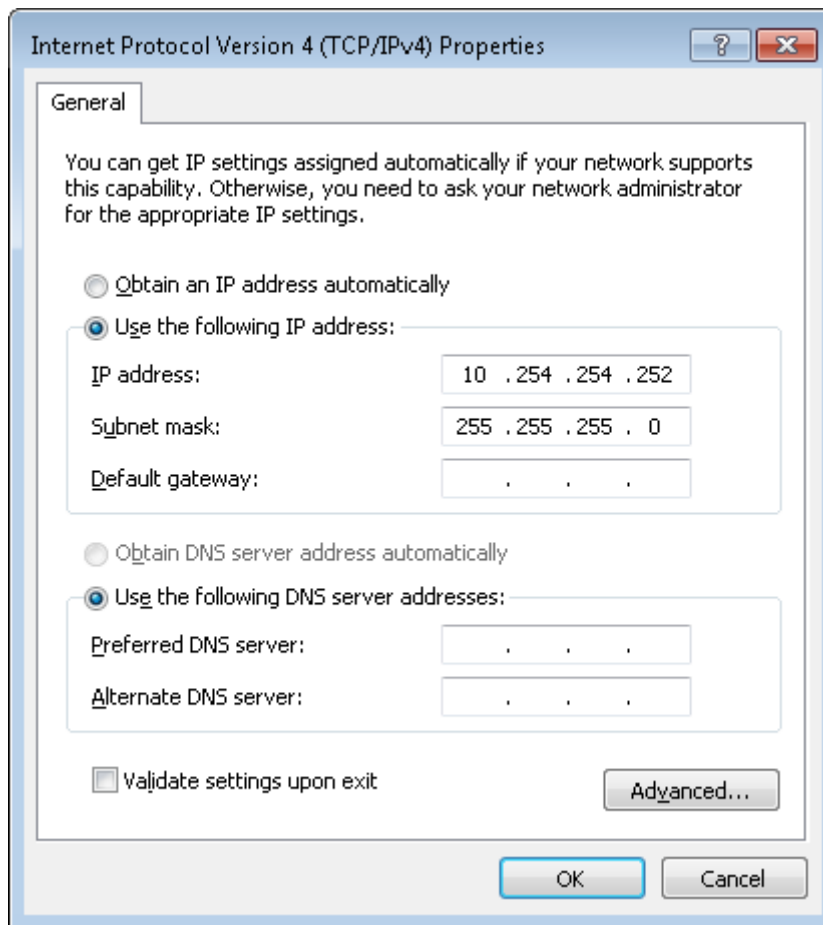 Internet Protocol Version 4 (TCP/IPv4) Properties
?
General
You can get IP settings assigned automatically if your network supports
this capability. Otherwise, you need to ask your network administrator
for the appropriate IP settings.
Obtain an IP address automatically
Use the following IP address:
IP address: 10 . 254 . 254 . 252
Subnet mask: 255 . 255 . 255 . 0
Default gateway: . . .
Obtain DNS server address automatically
Use the following DNS server addresses:
Preferred DNS server: . . .
Alternate DNS server: . . .
Validate settings upon exit
Advanced...
OK Cancel